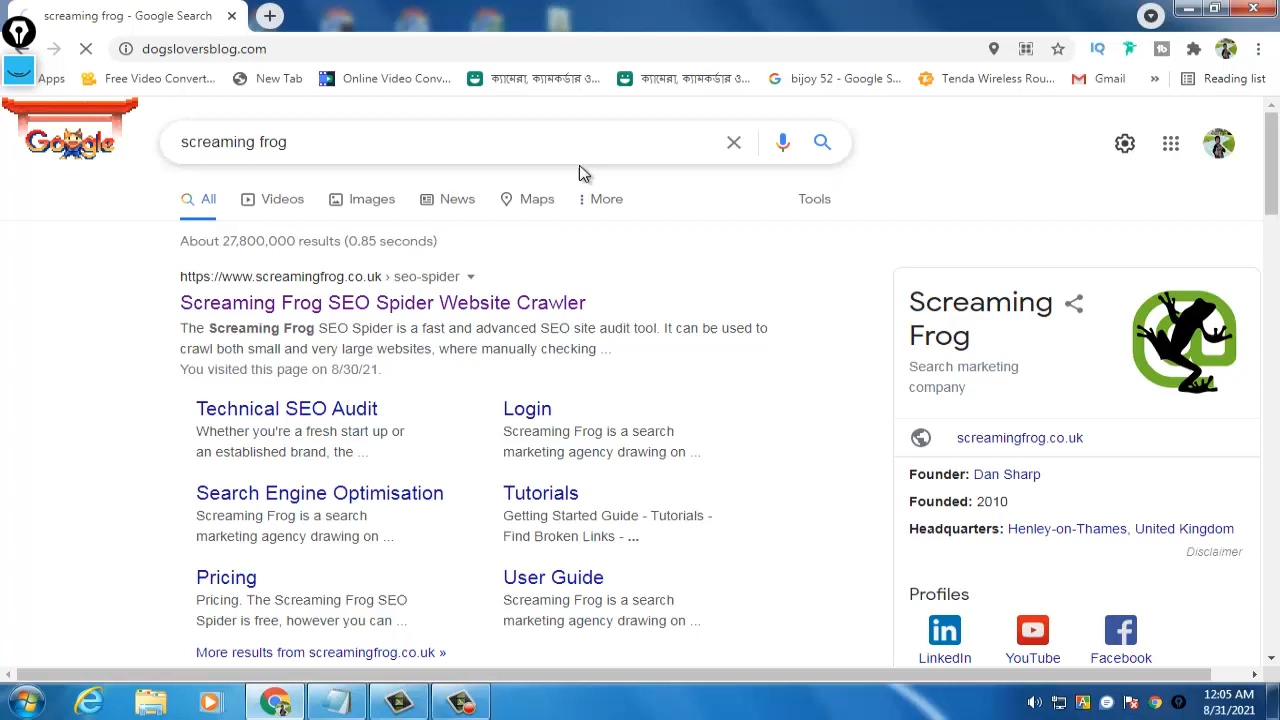 screaming frog - Google Search
dogsloversblog.com
Apps
Free Video Convert...
New Tab
Online Video Conv...
ক্যামেরা, ক্যামকর্ডার ও...
ক্যামেরা, ক্যামকর্ডার ও...
bijoy 52 - Google S...
Tenda Wireless Rou...
Gmail
»
Reading list
Google
screaming frog
All
Videos
Images
News
Maps
More
Tools
About 27,800,000 results (0.85 seconds)
https://www.screamingfrog.co.uk › seo-spider
Screaming Frog SEO Spider Website Crawler
The Screaming Frog SEO Spider is a fast and advanced SEO site audit tool. It can be used to
crawl both small and very large websites, where manually checking ...
You visited this page on 8/30/21.
Technical SEO Audit
Whether you're a fresh start up or
an established brand, the ...
Login
Screaming Frog is a search
marketing agency drawing on ...
Search Engine Optimisation
Screaming Frog is a search
marketing agency drawing on ...
Tutorials
Getting Started Guide - Tutorials -
Find Broken Links - ...
Pricing
Pricing. The Screaming Frog SEO
Spider is free, however you can ...
User Guide
Screaming Frog is a search
marketing agency drawing on ...
More results from screamingfrog.co.uk »
Screaming
Frog
Search marketing
company
screamingfrog.co.uk
Founder: Dan Sharp
Founded: 2010
Headquarters: Henley-on-Thames, United Kingdom
Disclaimer
Profiles
LinkedIn
YouTube
Facebook
12:05 AM
8/31/2021